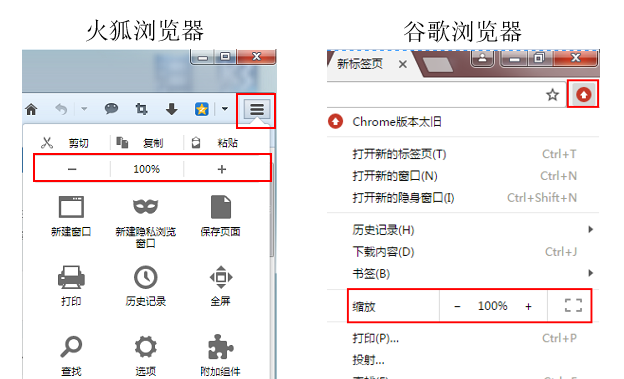 火狐浏览器
谷歌浏览器
剪切 复制 粘贴
− 100% +
新建窗口 新建隐私浏览窗口 保存页面
打印 历史记录 全屏
查找 选项 附加组件
新标签页 ×
Chrome版本太旧
打开新的标签页(T) Ctrl+T
打开新的窗口(N) Ctrl+N
打开新的隐身窗口(I) Ctrl+Shift+N
历史记录(H)
下载内容(D) Ctrl+J
书签(B)
缩放 − 100% +
打印(P)... Ctrl+P
投射...